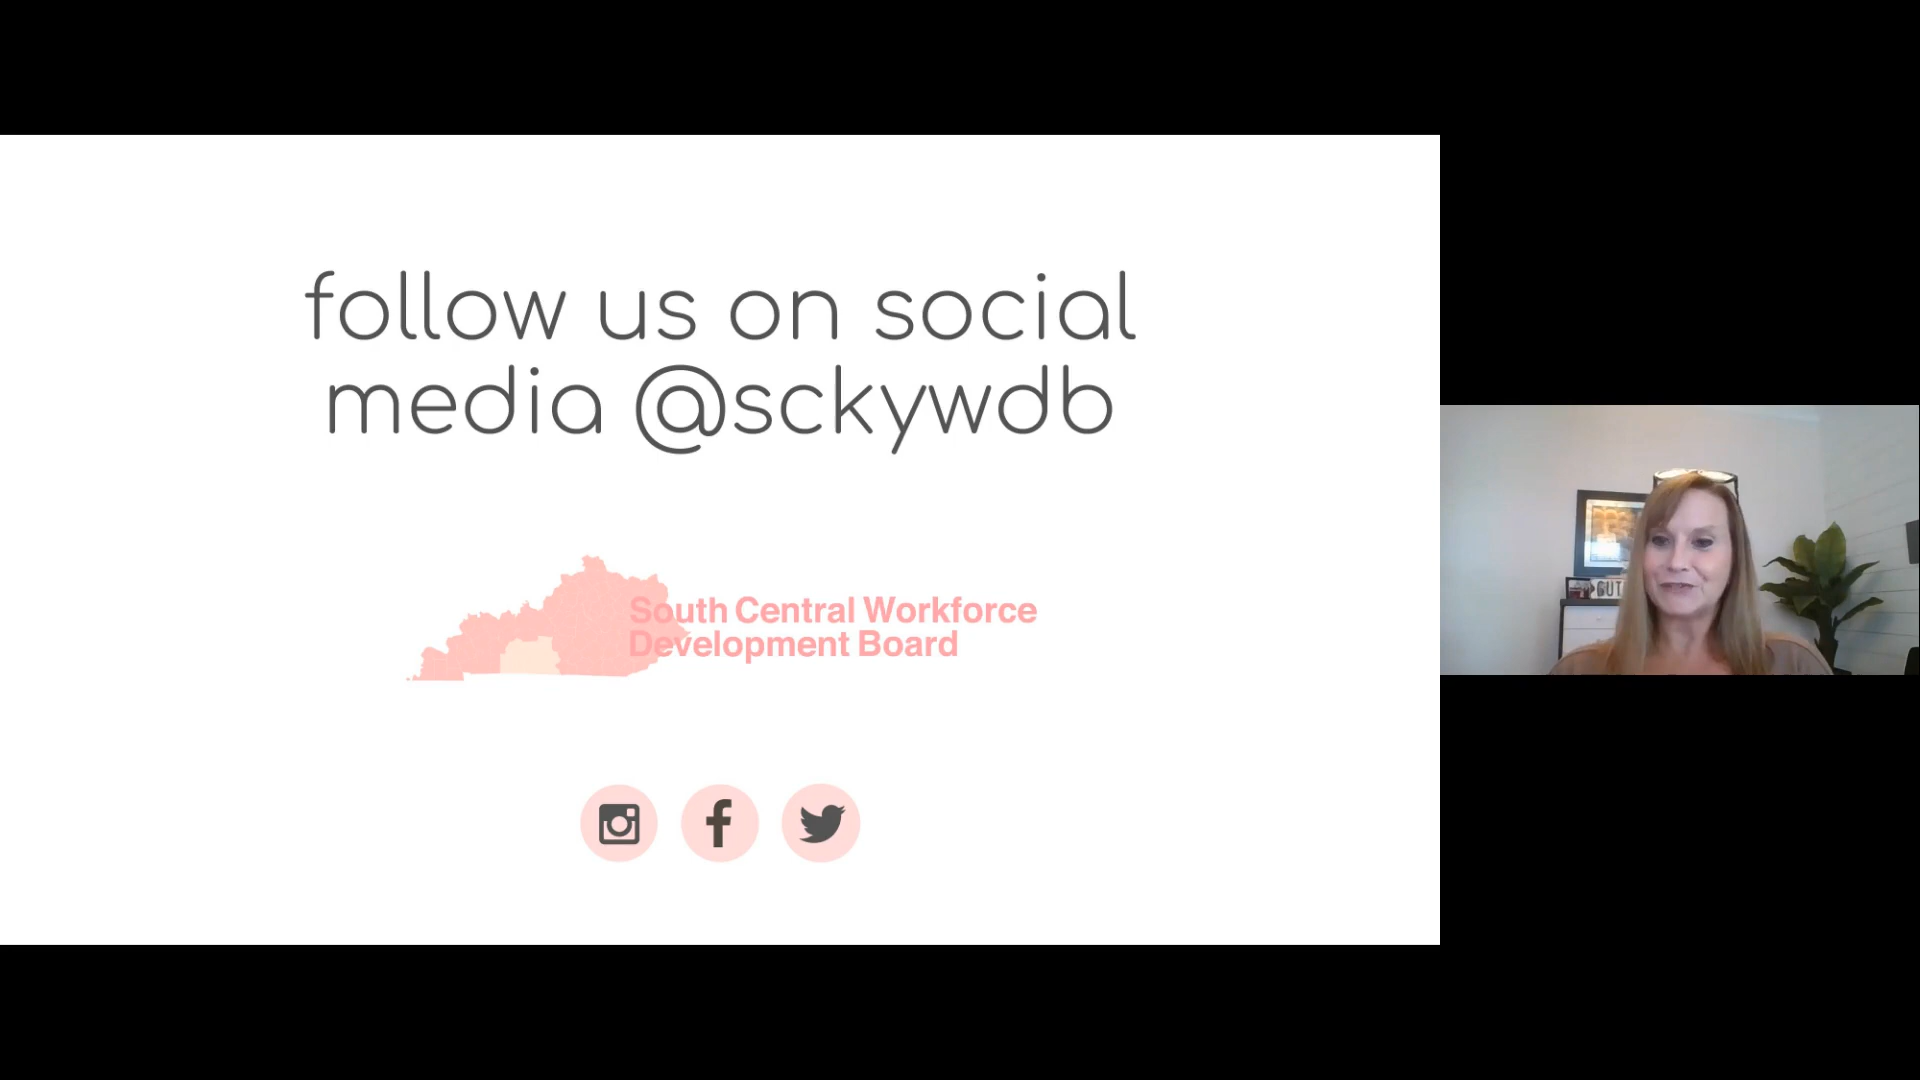 follow us on social
media @sckywdb
South Central Workforce
Development Board